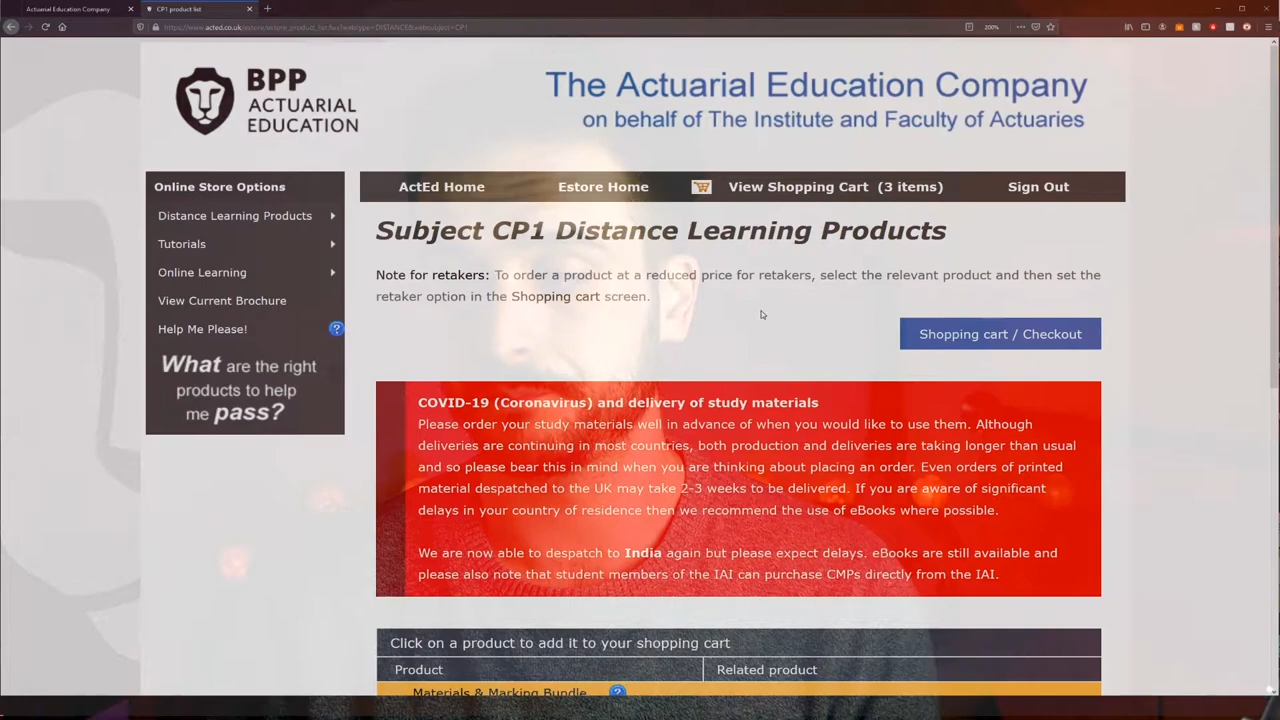 Actuarial Education Company
CP1 product list
200%
BPP
ACTUARIAL
EDUCATION
The Actuarial Education Company
on behalf of The Institute and Faculty of Actuaries
Online Store Options
Distance Learning Products
Tutorials
Online Learning
View Current Brochure
Help Me Please!
What are the right
products to help
me pass?
ActEd Home Estore Home View Shopping Cart (3 items) Sign Out
Subject CP1 Distance Learning Products
Note for retakers: To order a product at a reduced price for retakers, select the relevant product and then set the
retaker option in the Shopping cart screen.
Shopping cart / Checkout
COVID-19 (Coronavirus) and delivery of study materials
Please order your study materials well in advance of when you would like to use them. Although
deliveries are continuing in most countries, both production and deliveries are taking longer than usual
and so please bear this in mind when you are thinking about placing an order. Even orders of printed
material despatched to the UK may take 2-3 weeks to be delivered. If you are aware of significant
delays in your country of residence then we recommend the use of eBooks where possible.
We are now able to despatch to India again but please expect delays. eBooks are still available and
please also note that student members of the IAI can purchase CMPs directly from the IAI.
Click on a product to add it to your shopping cart
Product Related product
Materials & Marking Bundle ?